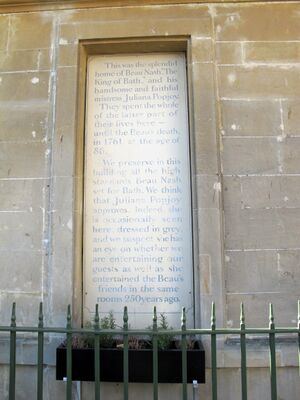 "This was the splendid
home of Beau Nash, "The
King of Bath," and his
handsome and faithful
mistress Juliana Popjoy.
They spent the whole
of the latter part of
their lives here —
until the Beau's death,
in 1761 at the age of
86.
We preserve in this
building all the high
standards Beau Nash
set for Bath. We think
that Juliana Popjoy
approves. Indeed, she
is occasionally seen
here, dressed in grey,
and we suspect she has
an eye on whether we
are entertaining our
guests as well as she
entertained the Beau's
friends in the same
rooms 250 years ago.